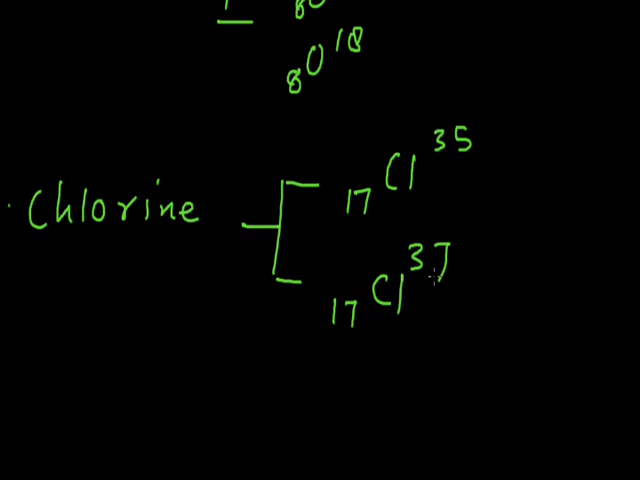 ₈O¹⁸
₁₇Cl³⁵
Chlorine
₁₇Cl³⁷